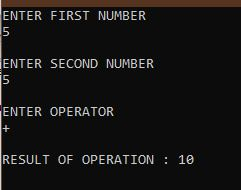 ENTER FIRST NUMBER
5
ENTER SECOND NUMBER
5
ENTER OPERATOR
+
RESULT OF OPERATION : 10